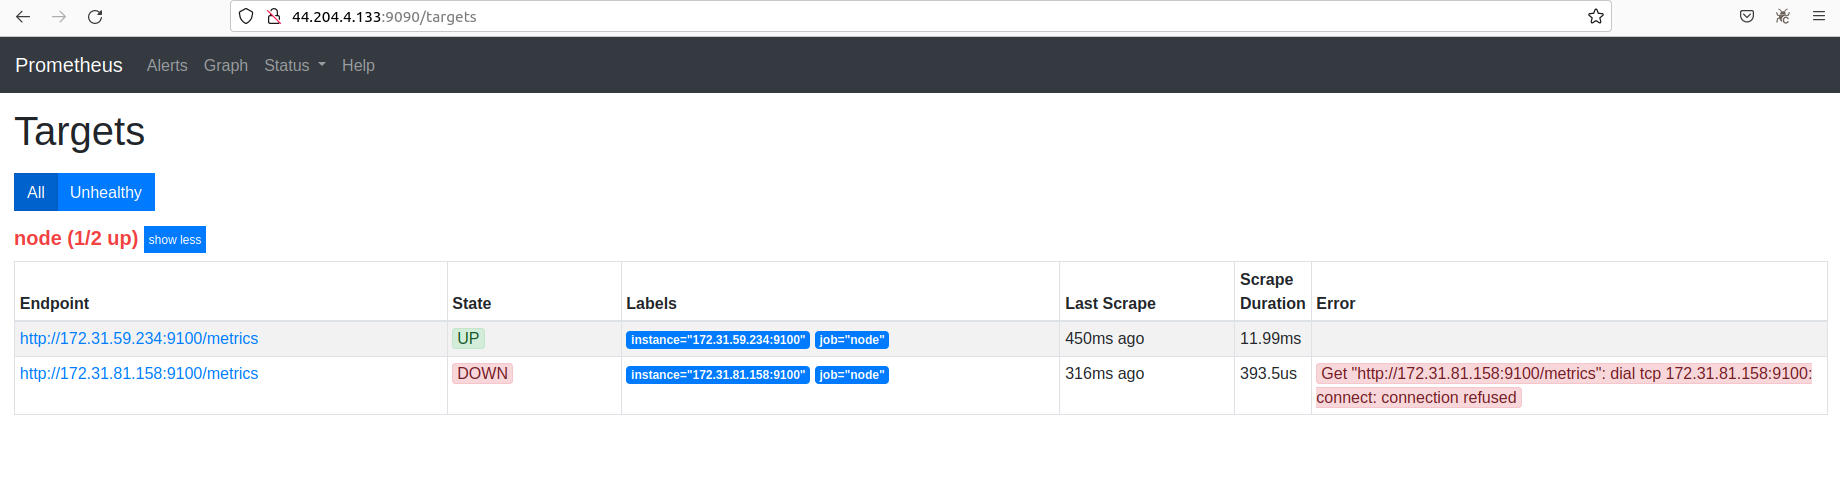 44.204.4.133:9090/targets
Prometheus Alerts Graph Status Help
Targets
All Unhealthy
node (1/2 up) show less
Endpoint State Labels Last Scrape Scrape Duration Error
http://172.31.59.234:9100/metrics UP instance="172.31.59.234:9100" job="node" 450ms ago 11.99ms
http://172.31.81.158:9100/metrics DOWN instance="172.31.81.158:9100" job="node" 316ms ago 393.5us Get "http://172.31.81.158:9100/metrics": dial tcp 172.31.81.158:9100:
connect: connection refused